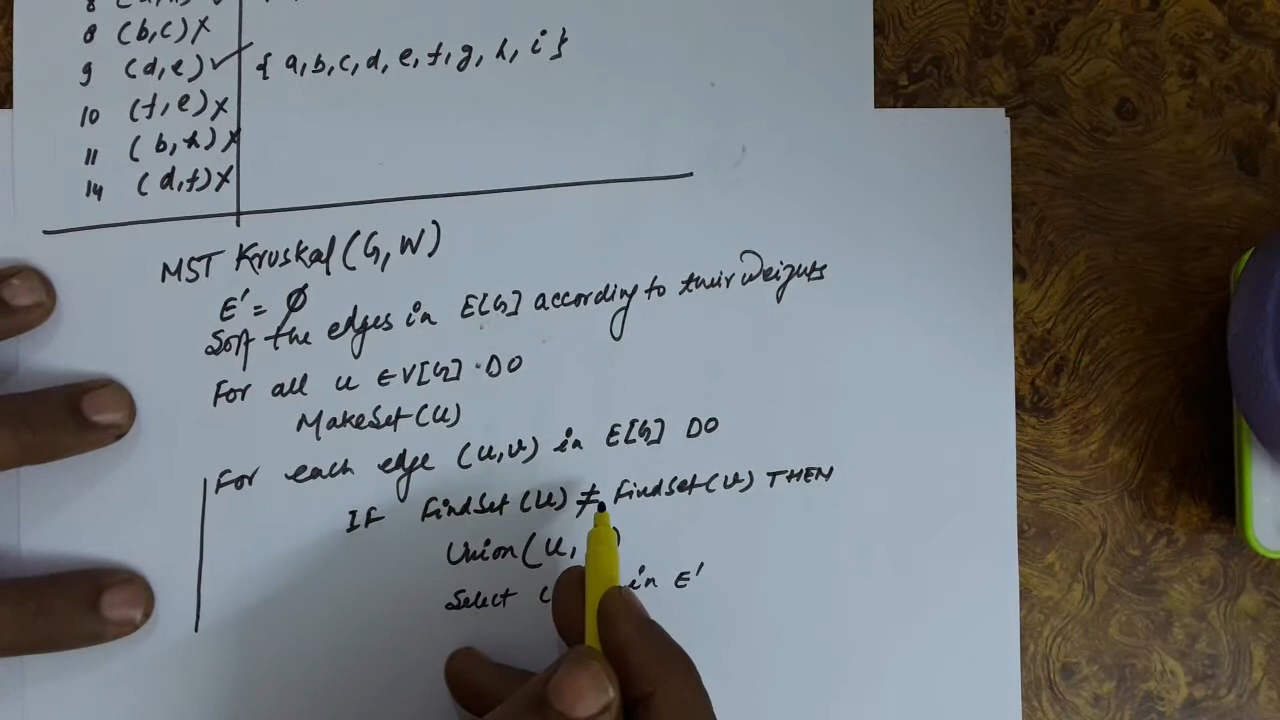 8 (b,c) x
9 (d,e) ✓ { a, b, c, d, e, f, g, h, i }
10 (f,e) x
11 (b,h) x
14 (d,f) x
MST Kruskal (G, W)
E' = ∅
Sort the edges in E[G] according to their weights
For all u ∈ V[G] · DO
MakeSet (u)
For each edge (u,v) in E[G] DO
IF FindSet (u) ≠ FindSet (v) THEN
Union (u,
Select ( in E'